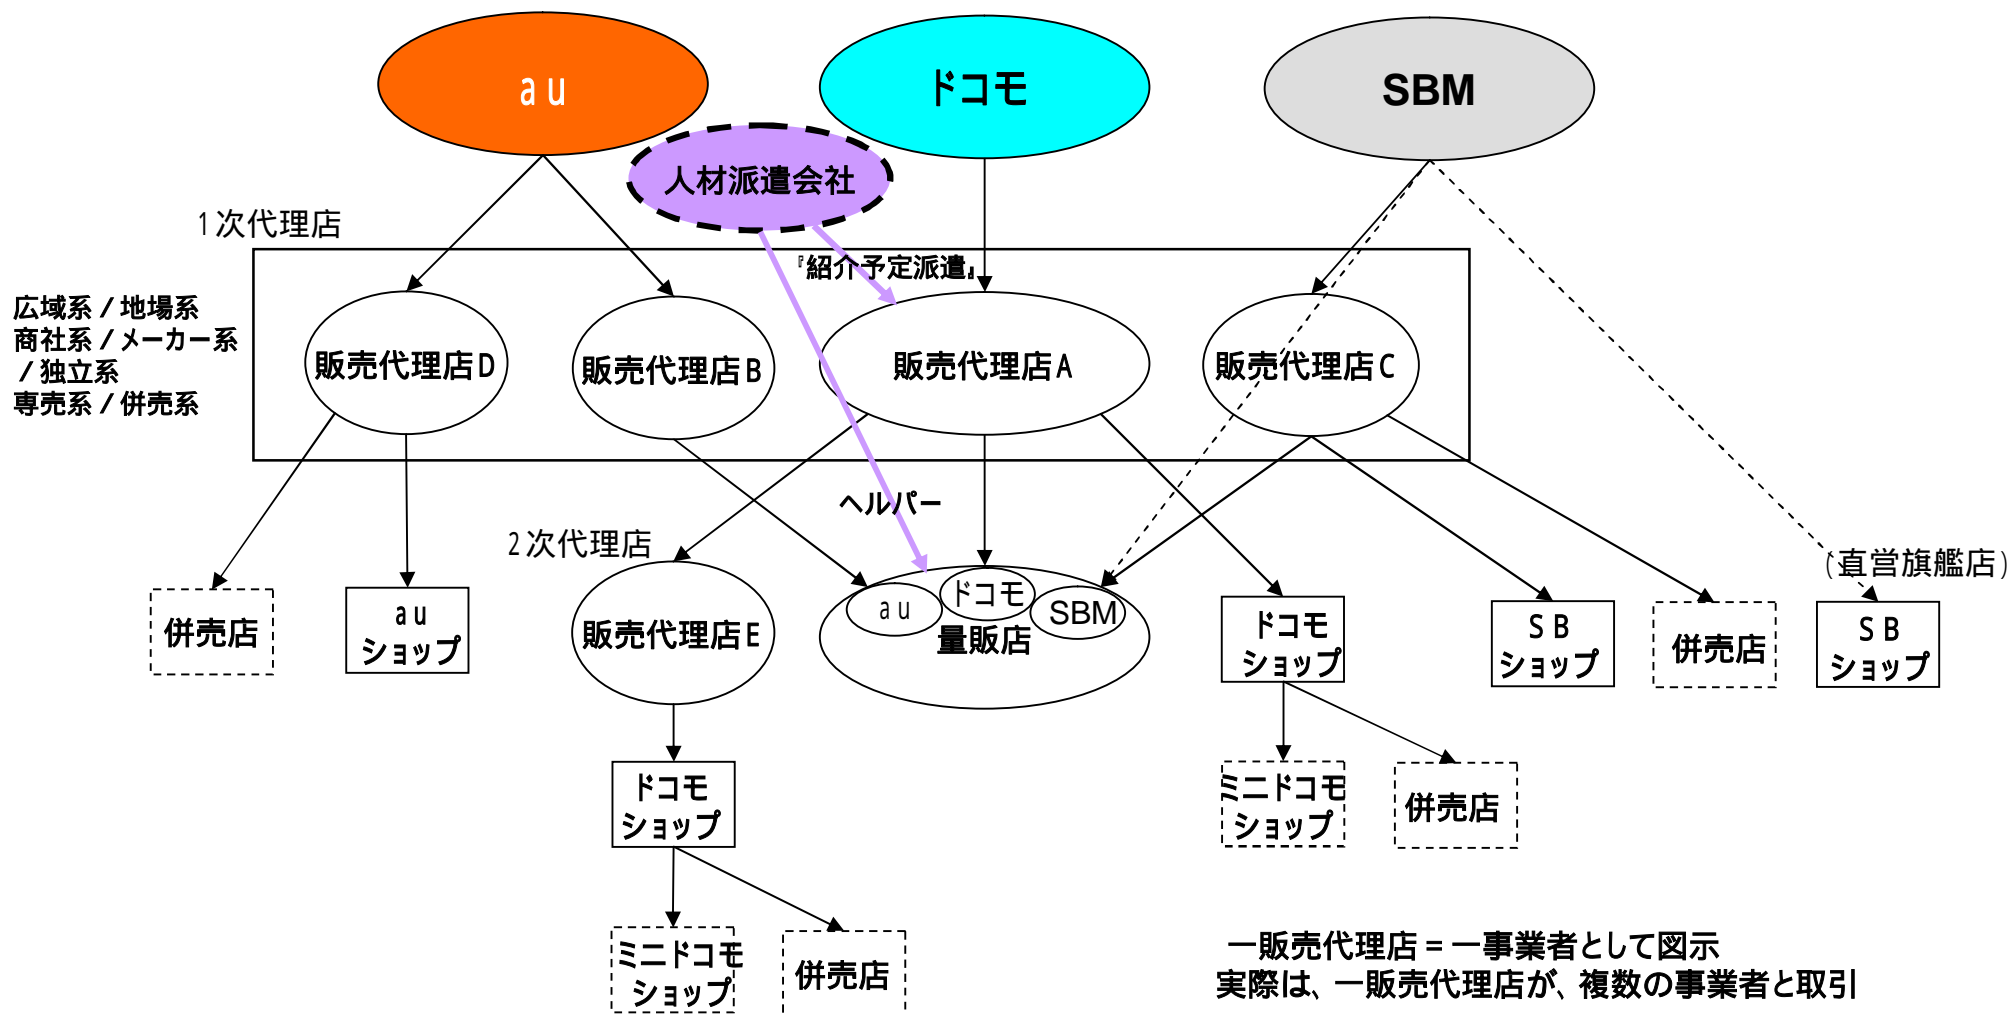 au
ドコモ
SBM
人材派遣会社
1次代理店
『紹介予定派遣』
広域系/地場系
商社系/メーカー系
/独立系
専売系/併売系
販売代理店D
販売代理店B
販売代理店A
販売代理店C
ヘルパー
2次代理店
(直営旗艦店)
併売店
au
ショップ
販売代理店E
au
ドコモ
SBM
量販店
ドコモ
ショップ
SB
ショップ
併売店
SB
ショップ
ドコモ
ショップ
ミニドコモ
ショップ
併売店
ミニドコモ
ショップ
併売店
一販売代理店=一事業者として図示
実際は、一販売代理店が、複数の事業者と取引